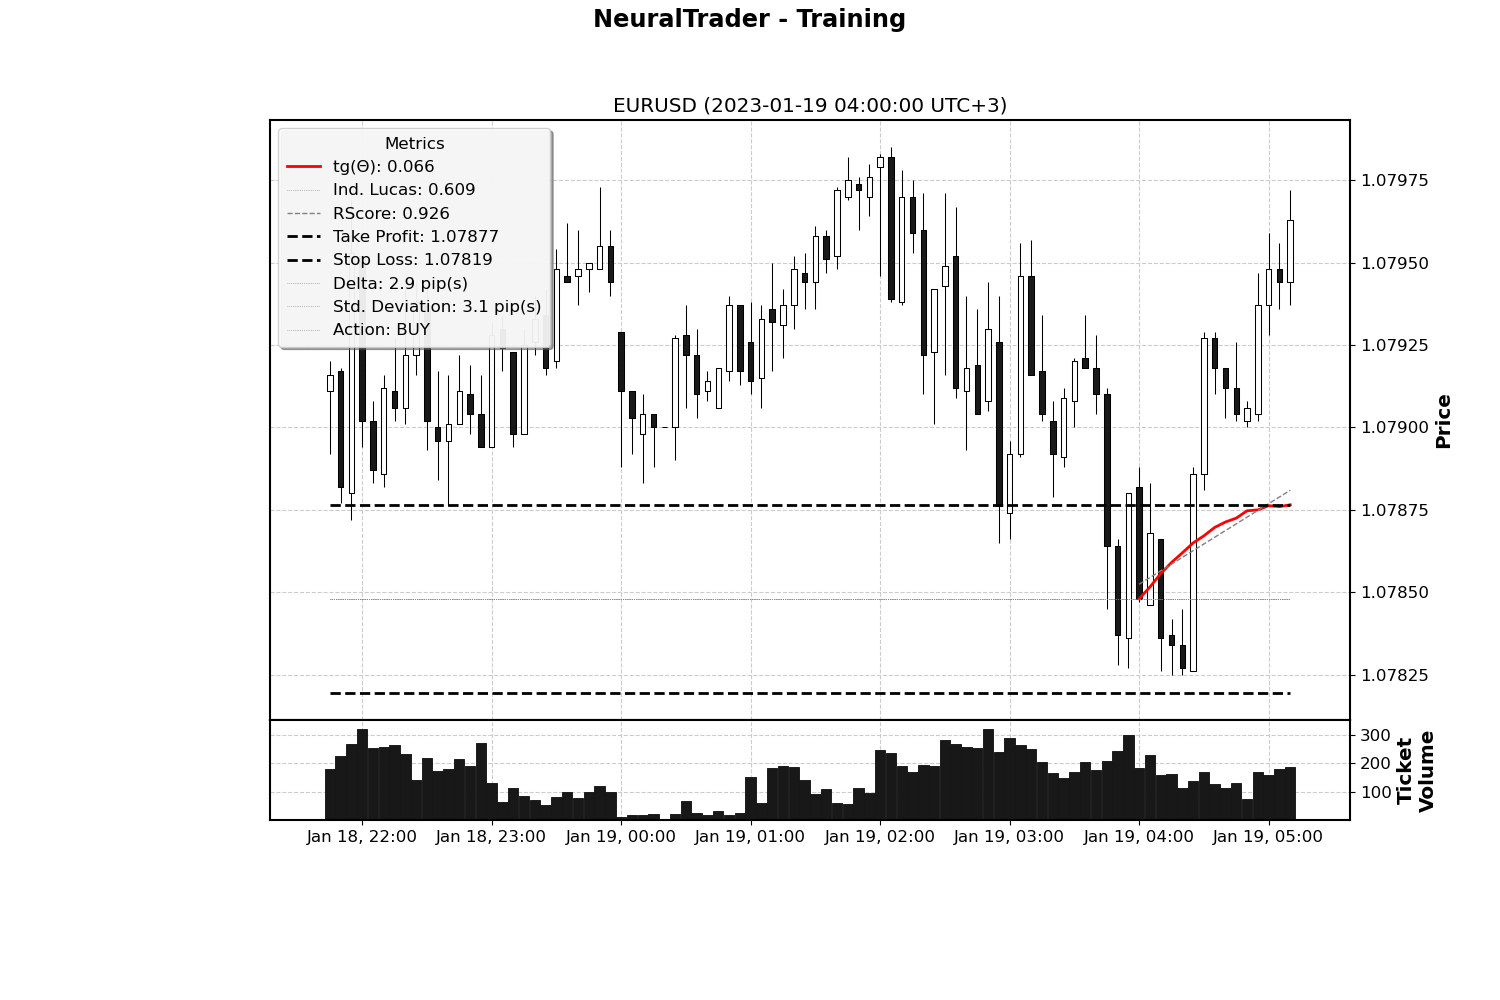 NeuralTrader - Training
EURUSD (2023-01-19 04:00:00 UTC+3)
Metrics
tg(Θ): 0.066
Ind. Lucas: 0.609
RScore: 0.926
Take Profit: 1.07877
Stop Loss: 1.07819
Delta: 2.9 pip(s)
Std. Deviation: 3.1 pip(s)
Action: BUY
1.07975
1.07950
1.07925
1.07900
1.07875
1.07850
1.07825
Price
300
200
100
Ticket
Volume
Jan 18, 22:00
Jan 18, 23:00
Jan 19, 00:00
Jan 19, 01:00
Jan 19, 02:00
Jan 19, 03:00
Jan 19, 04:00
Jan 19, 05:00